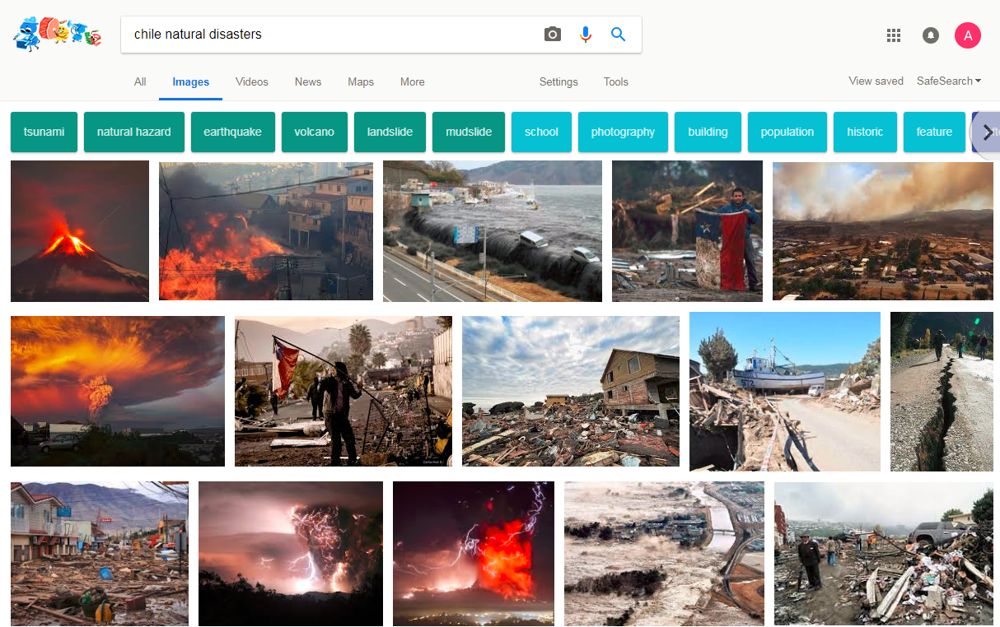 chile natural disasters
A
All Images Videos News Maps More Settings Tools View saved SafeSearch
tsunami natural hazard earthquake volcano landslide mudslide school photography building population historic feature
572